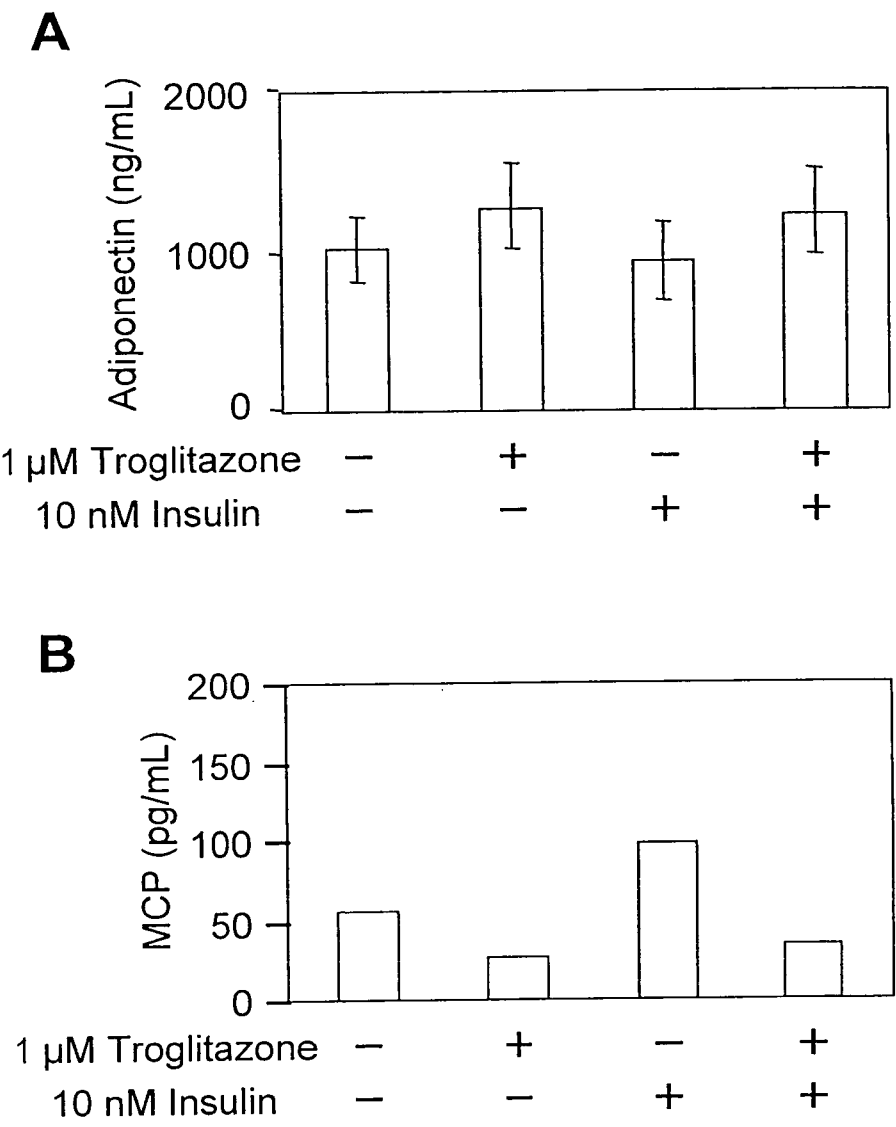 A
Adiponectin (ng/mL)
2000
1000
0
1 µM Troglitazone − + − +
10 nM Insulin − − + +
B
MCP (pg/mL)
200
150
100
50
0
1 µM Troglitazone − + − +
10 nM Insulin − − + +